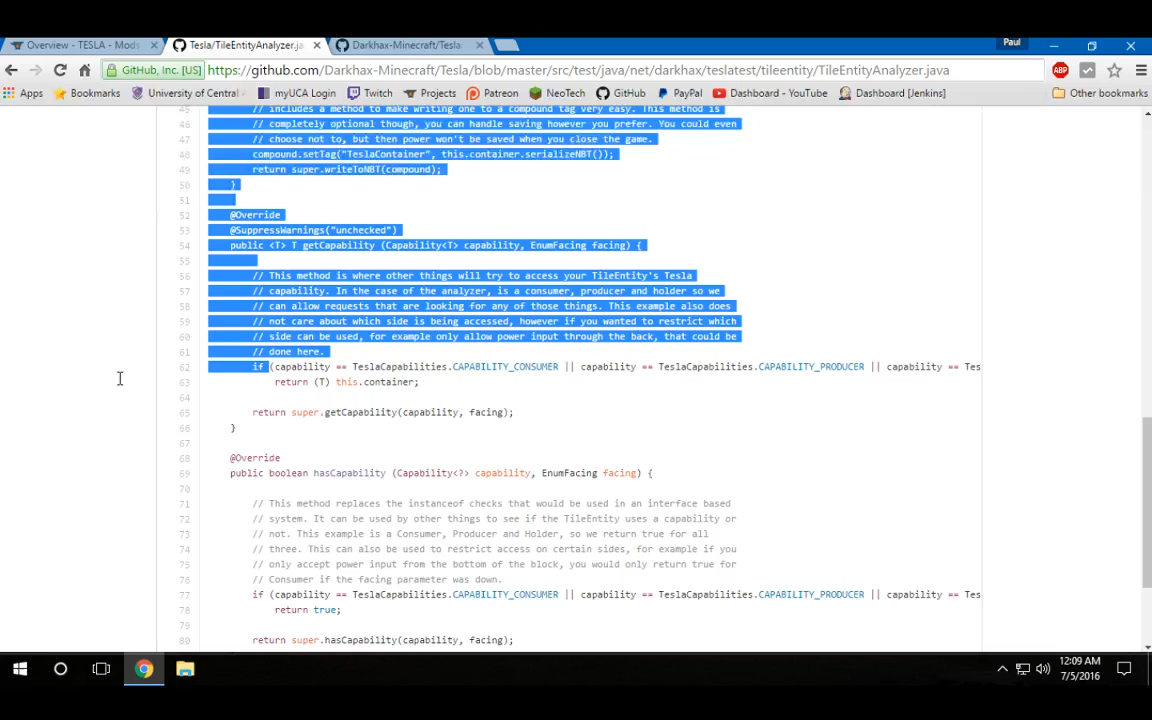 Overview - TESLA - Mods
Tesla/TileEntityAnalyzer.ja
Darkhax-Minecraft/Tesla
Paul
GitHub, Inc. [US]
https://github.com/Darkhax-Minecraft/Tesla/blob/master/src/test/java/net/darkhax/teslatest/tileentity/TileEntityAnalyzer.java
ABP
Apps
Bookmarks
University of Central
myUCA Login
Twitch
Projects
Patreon
NeoTech
GitHub
PayPal
Dashboard - YouTube
Dashboard [Jenkins]
Other bookmarks
45 // includes a method to make writing one to a compound tag very easy. This method is
46 // completely optional though, you can handle saving however you prefer. You could even
47 // choose not to, but then power won't be saved when you close the game.
48 compound.setTag("TeslaContainer", this.container.serializeNBT());
49 return super.writeToNBT(compound);
50 }
51
52 @Override
53 @SuppressWarnings("unchecked")
54 public <T> T getCapability (Capability<T> capability, EnumFacing facing) {
55
56 // This method is where other things will try to access your TileEntity's Tesla
57 // capability. In the case of the analyzer, is a consumer, producer and holder so we
58 // can allow requests that are looking for any of those things. This example also does
59 // not care about which side is being accessed, however if you wanted to restrict which
60 // side can be used, for example only allow power input through the back, that could be
61 // done here.
62 if (capability == TeslaCapabilities.CAPABILITY_CONSUMER || capability == TeslaCapabilities.CAPABILITY_PRODUCER || capability == Tes
63 return (T) this.container;
64
65 return super.getCapability(capability, facing);
66 }
67
68 @Override
69 public boolean hasCapability (Capability<?> capability, EnumFacing facing) {
70
71 // This method replaces the instanceof checks that would be used in an interface based
72 // system. It can be used by other things to see if the TileEntity uses a capability or
73 // not. This example is a Consumer, Producer and Holder, so we return true for all
74 // three. This can also be used to restrict access on certain sides, for example if you
75 // only accept power input from the bottom of the block, you would only return true for
76 // Consumer if the facing parameter was down.
77 if (capability == TeslaCapabilities.CAPABILITY_CONSUMER || capability == TeslaCapabilities.CAPABILITY_PRODUCER || capability == Tes
78 return true;
79
80 return super.hasCapability(capability, facing);
12:09 AM
7/5/2016